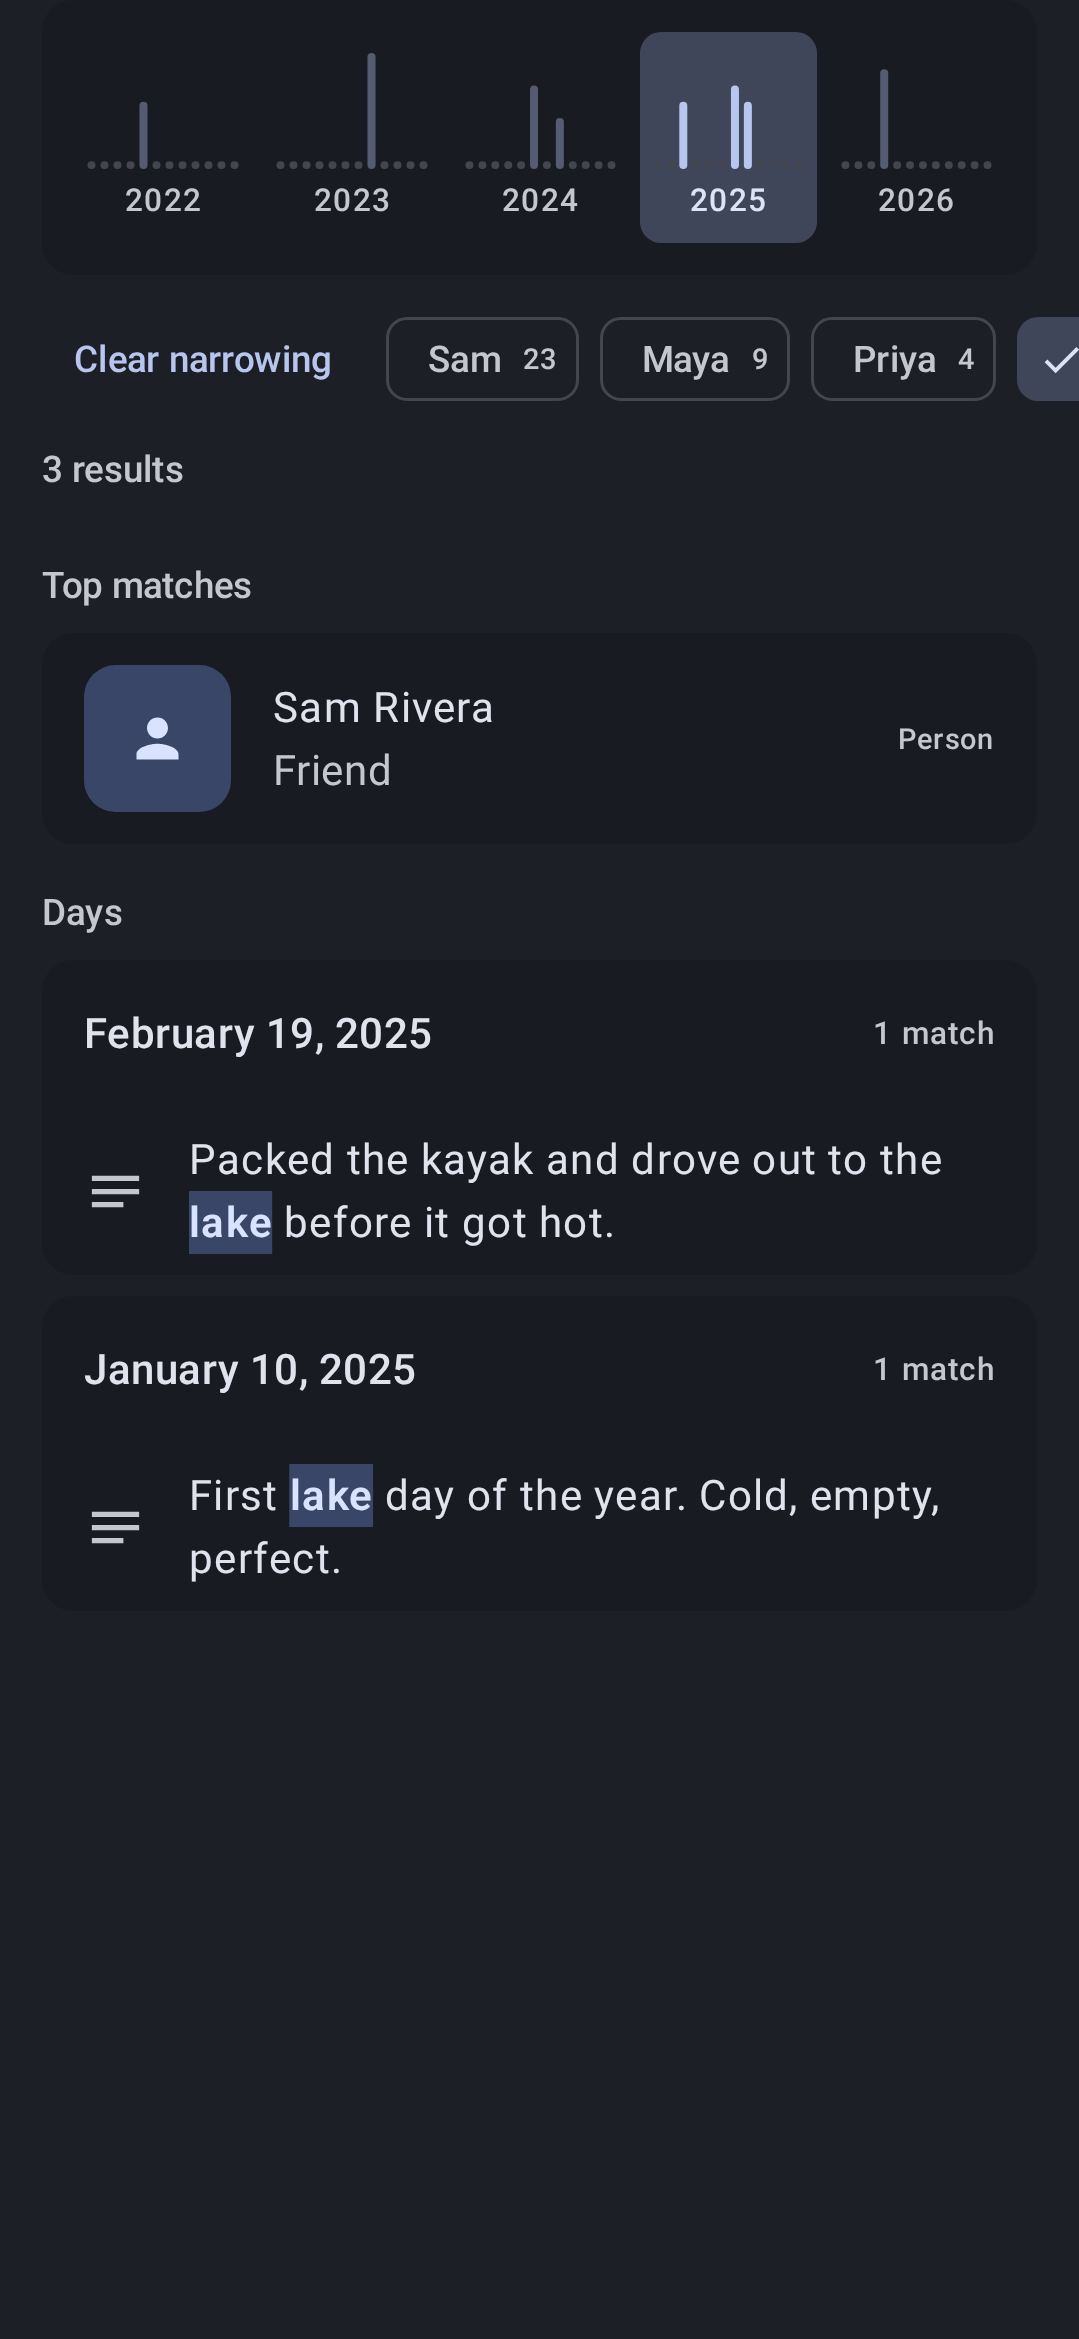 2022 2023 2024 2025 2026
Clear narrowing Sam 23 Maya 9 Priya 4
3 results
Top matches
Sam Rivera
Friend
Person
Days
February 19, 2025 1 match
Packed the kayak and drove out to the
lake before it got hot.
January 10, 2025 1 match
First lake day of the year. Cold, empty,
perfect.